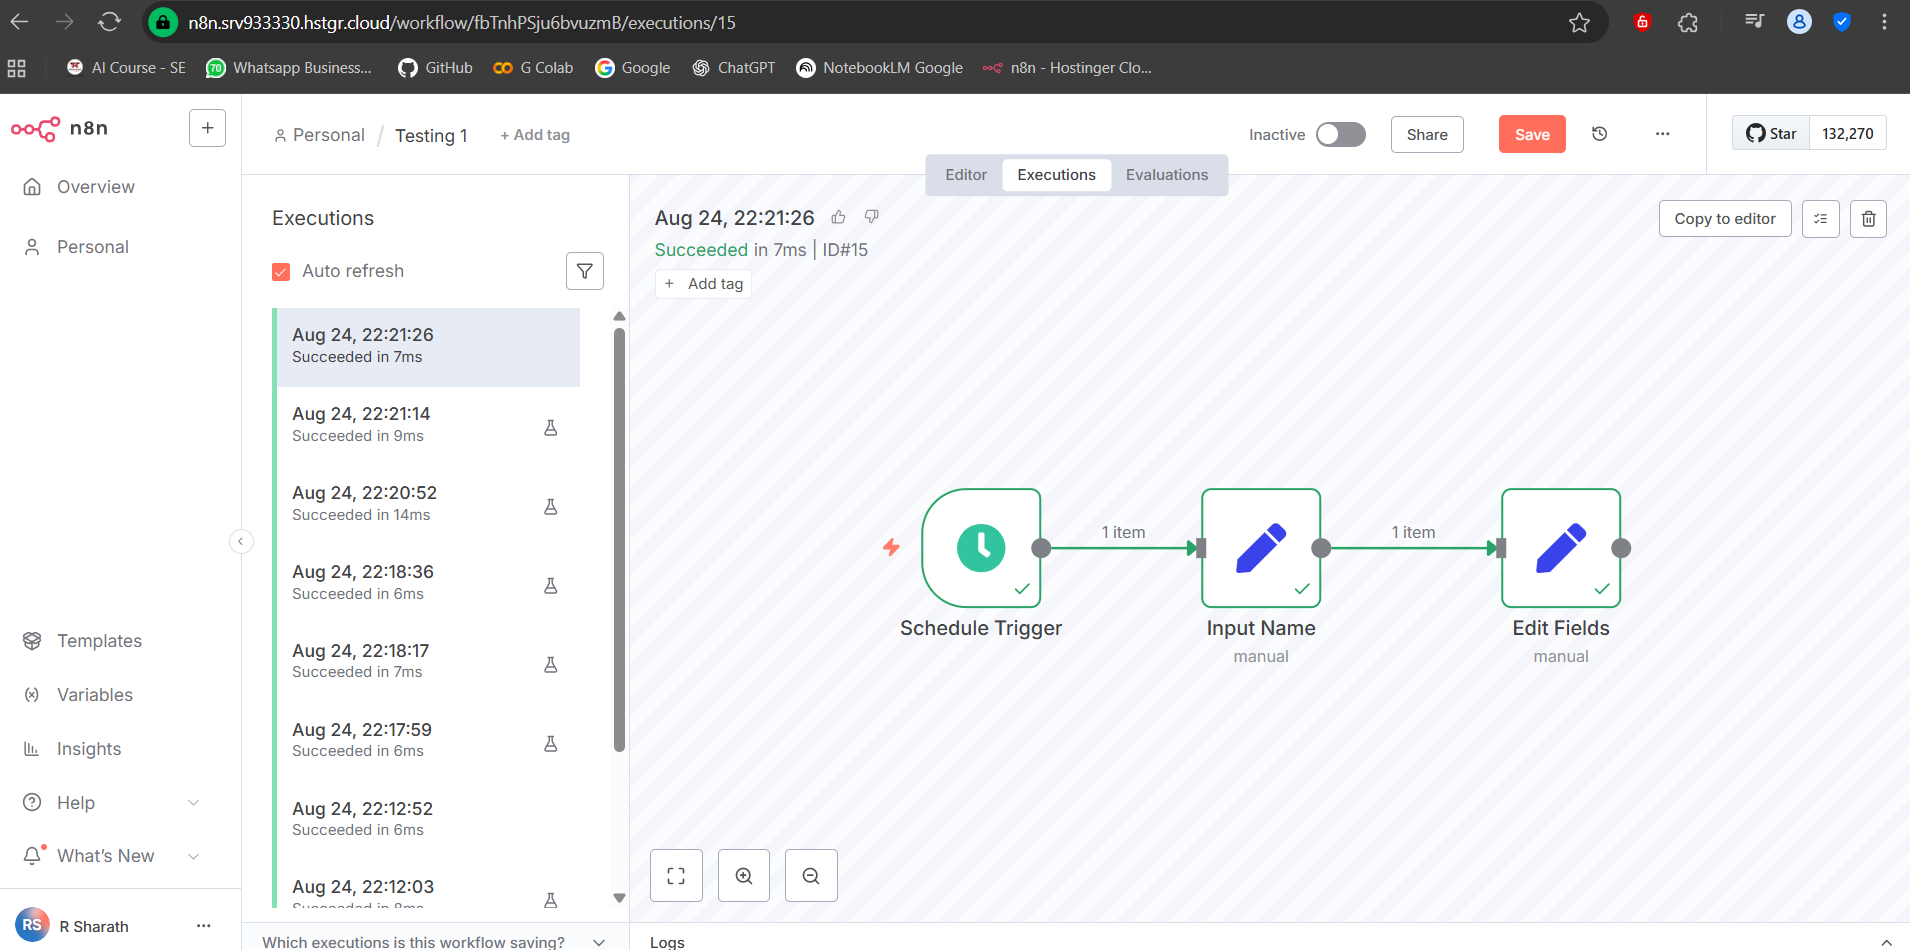 n8n.srv933330.hstgr.cloud/workflow/fbTnhPSju6bvuzmB/executions/15
AI Course - SE
70
Whatsapp Business...
GitHub
G Colab
Google
ChatGPT
NotebookLM Google
n8n - Hostinger Clo...
n8n
+
Personal / Testing 1 + Add tag
Inactive
Share
Save
Star 132,270
Editor
Executions
Evaluations
Overview
Personal
Templates
Variables
Insights
Help
What's New
RS
R Sharath
Executions
Auto refresh
Aug 24, 22:21:26
Succeeded in 7ms
Aug 24, 22:21:14
Succeeded in 9ms
Aug 24, 22:20:52
Succeeded in 14ms
Aug 24, 22:18:36
Succeeded in 6ms
Aug 24, 22:18:17
Succeeded in 7ms
Aug 24, 22:17:59
Succeeded in 6ms
Aug 24, 22:12:52
Succeeded in 6ms
Aug 24, 22:12:03
Succeeded in 8ms
Which executions is this workflow saving?
Aug 24, 22:21:26
Succeeded in 7ms | ID#15
+ Add tag
Copy to editor
1 item
1 item
Schedule Trigger
Input Name
manual
Edit Fields
manual
Logs